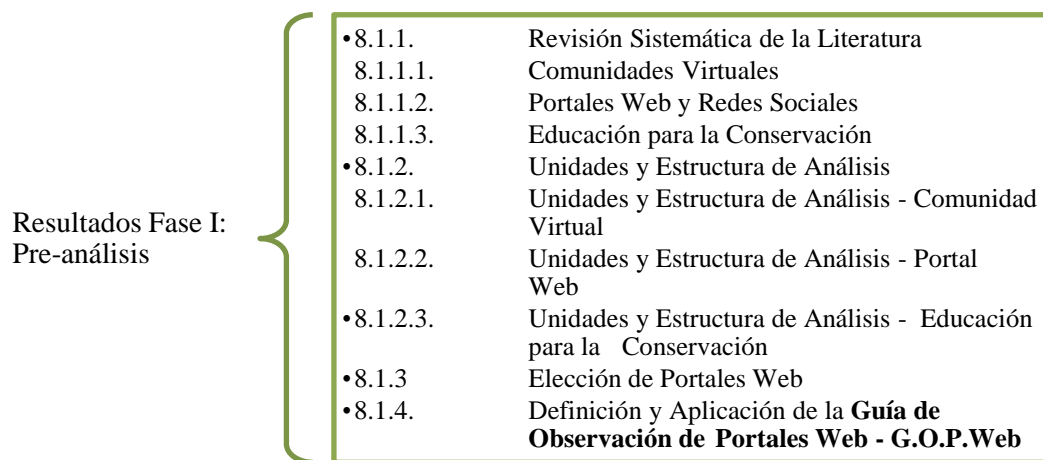 Resultados Fase I:
Pre-análisis
•8.1.1. Revisión Sistemática de la Literatura
8.1.1.1. Comunidades Virtuales
8.1.1.2. Portales Web y Redes Sociales
8.1.1.3. Educación para la Conservación
•8.1.2. Unidades y Estructura de Análisis
8.1.2.1. Unidades y Estructura de Análisis - Comunidad
Virtual
8.1.2.2. Unidades y Estructura de Análisis - Portal
Web
•8.1.2.3. Unidades y Estructura de Análisis - Educación
para la Conservación
•8.1.3 Elección de Portales Web
•8.1.4. Definición y Aplicación de la Guía de
Observación de Portales Web - G.O.P.Web